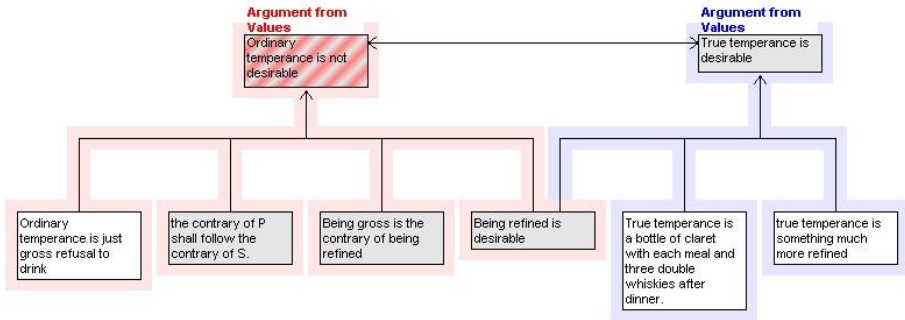 Argument from
Values
Ordinary
temperance is not
desirable
Argument from
Values
True temperance is
desirable
Ordinary
temperance is just
gross refusal to
drink
the contrary of P
shall follow the
contrary of S.
Being gross is the
contrary of being
refined
Being refined is
desirable
True temperance is
a bottle of claret
with each meal and
three double
whiskies after
dinner.
true temperance is
something much
more refined